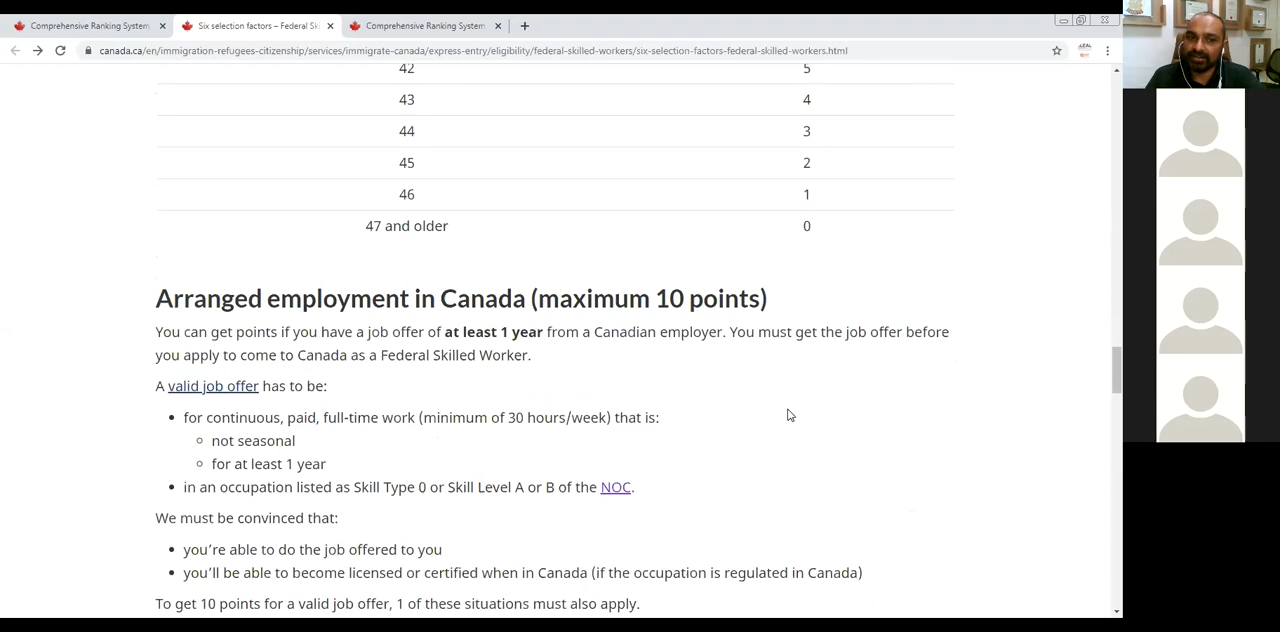 Comprehensive Ranking System
Six selection factors – Federal Sk
Comprehensive Ranking System
canada.ca/en/immigration-refugees-citizenship/services/immigrate-canada/express-entry/eligibility/federal-skilled-workers/six-selection-factors-federal-skilled-workers.html
42 5
43 4
44 3
45 2
46 1
47 and older 0
Arranged employment in Canada (maximum 10 points)
You can get points if you have a job offer of at least 1 year from a Canadian employer. You must get the job offer before
you apply to come to Canada as a Federal Skilled Worker.
A valid job offer has to be:
• for continuous, paid, full-time work (minimum of 30 hours/week) that is:
○ not seasonal
○ for at least 1 year
• in an occupation listed as Skill Type 0 or Skill Level A or B of the NOC.
We must be convinced that:
• you’re able to do the job offered to you
• you’ll be able to become licensed or certified when in Canada (if the occupation is regulated in Canada)
To get 10 points for a valid job offer, 1 of these situations must also apply.